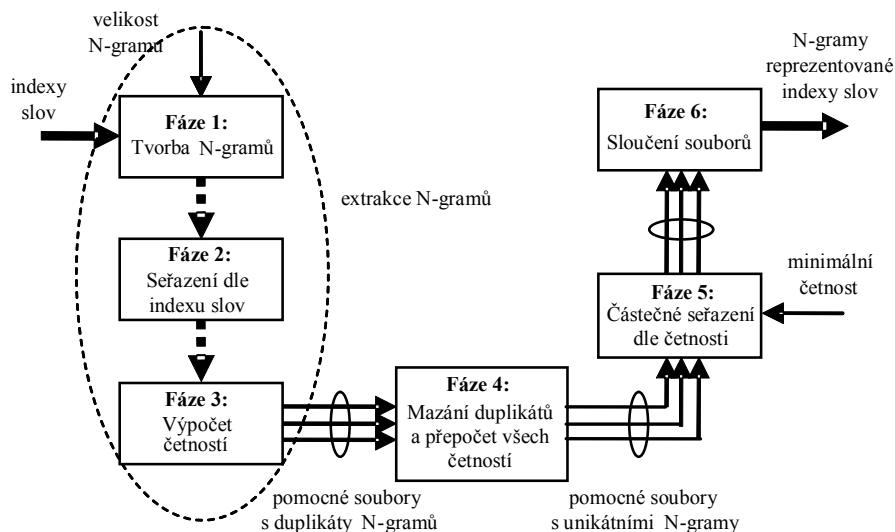 velikost
N-gramu
indexy
slov
Fáze 1:
Tvorba N-gramů
extrakce N-gramů
Fáze 2:
Seřazení dle
indexu slov
Fáze 3:
Výpočet
četností
pomocné soubory
s duplikáty N-gramů
Fáze 4:
Mazání duplikátů
a přepočet všech
četností
pomocné soubory
s unikátními N-gramy
Fáze 5:
Částečné seřazení
dle četnosti
minimální
četnost
Fáze 6:
Sloučení souborů
N-gramy
reprezentované
indexy slov